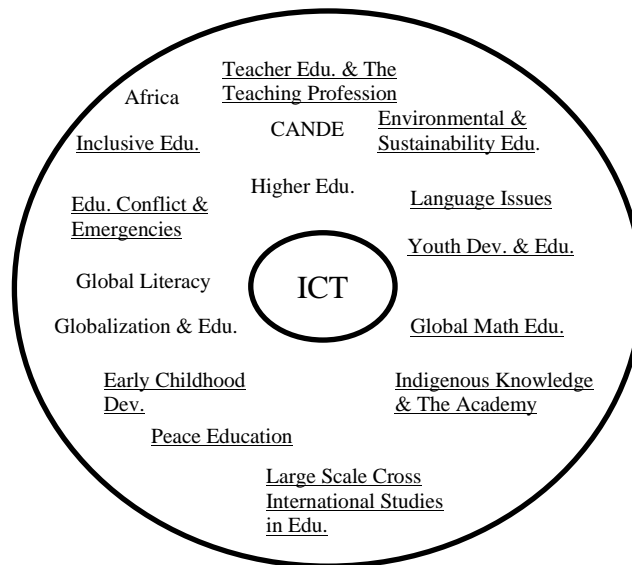 Teacher Edu. & The
Teaching Profession
Africa
CANDE
Environmental &
Sustainability Edu.
Inclusive Edu.
Higher Edu.
Language Issues
Edu. Conflict &
Emergencies
Youth Dev. & Edu.
Global Literacy
ICT
Globalization & Edu.
Global Math Edu.
Early Childhood
Dev.
Indigenous Knowledge
& The Academy
Peace Education
Large Scale Cross
International Studies
in Edu.